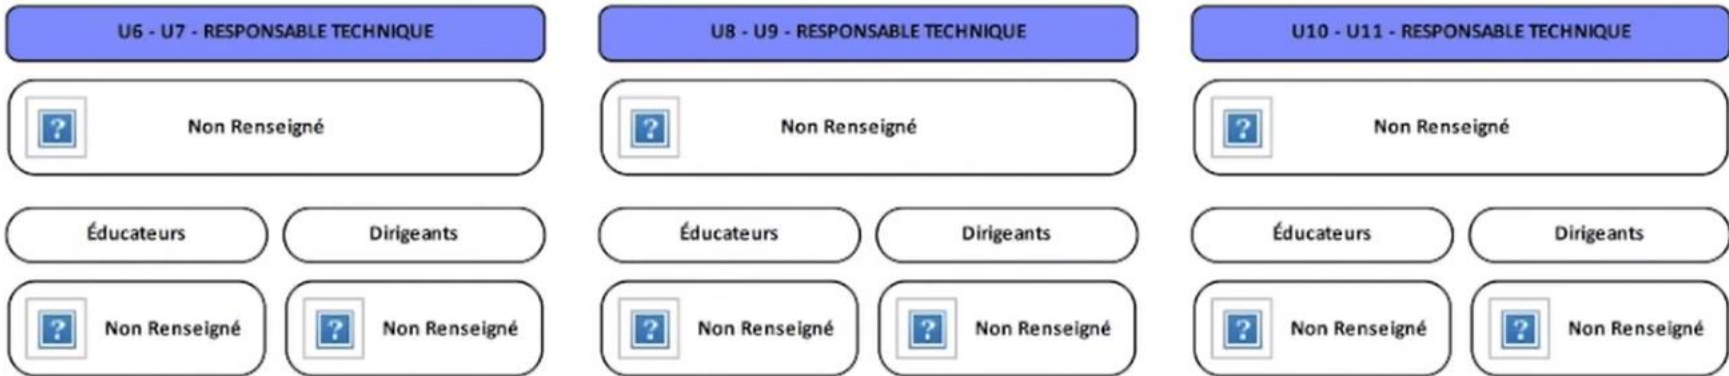 U6 - U7 - RESPONSABLE TECHNIQUE
Non Renseigné
Éducateurs
Dirigeants
Non Renseigné
Non Renseigné
U8 - U9 - RESPONSABLE TECHNIQUE
Non Renseigné
Éducateurs
Dirigeants
Non Renseigné
Non Renseigné
U10 - U11 - RESPONSABLE TECHNIQUE
Non Renseigné
Éducateurs
Dirigeants
Non Renseigné
Non Renseigné